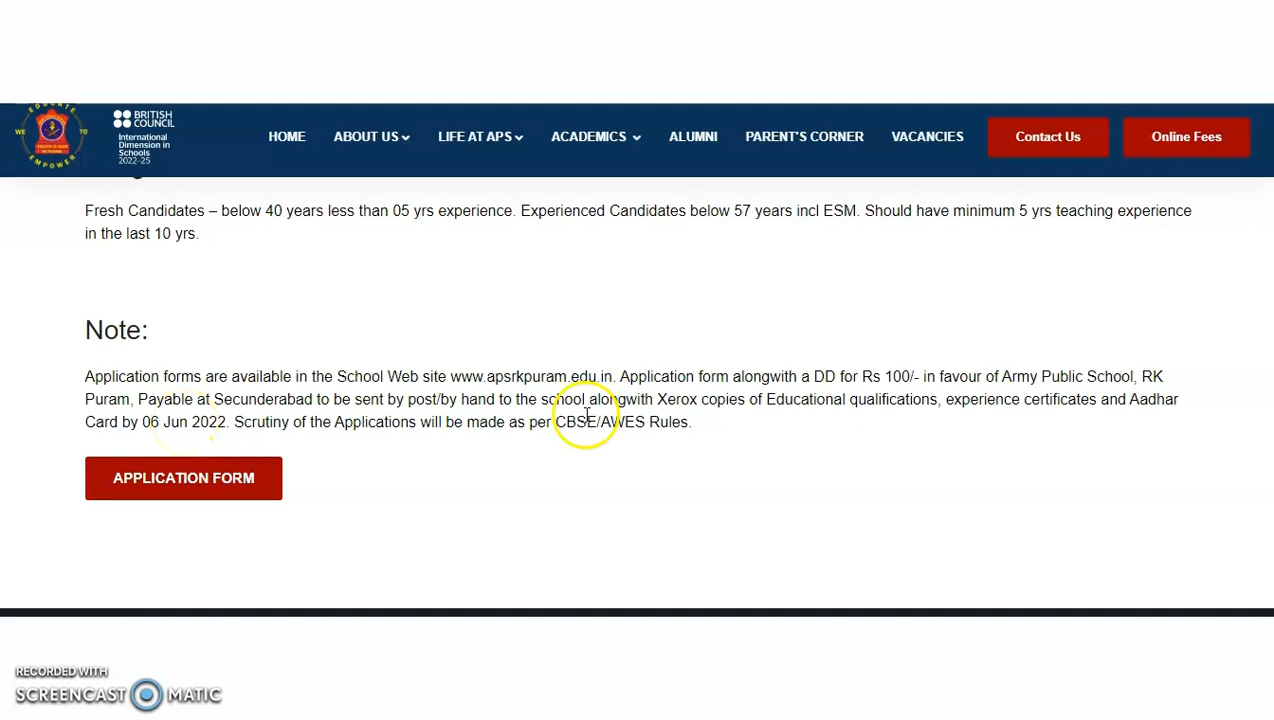 EDUCATE
WE TO
EMPOWER
BRITISH
COUNCIL
International
Dimension in
Schools
2022-25
HOME ABOUT US LIFE AT APS ACADEMICS ALUMNI PARENT'S CORNER VACANCIES Contact Us Online Fees
Fresh Candidates – below 40 years less than 05 yrs experience. Experienced Candidates below 57 years incl ESM. Should have minimum 5 yrs teaching experience
in the last 10 yrs.
Note:
Application forms are available in the School Web site www.apsrkpuram.edu.in. Application form alongwith a DD for Rs 100/- in favour of Army Public School, RK
Puram, Payable at Secunderabad to be sent by post/by hand to the school alongwith Xerox copies of Educational qualifications, experience certificates and Aadhar
Card by 06 Jun 2022. Scrutiny of the Applications will be made as per CBSE/AWES Rules.
APPLICATION FORM
RECORDED WITH
SCREENCAST MATIC